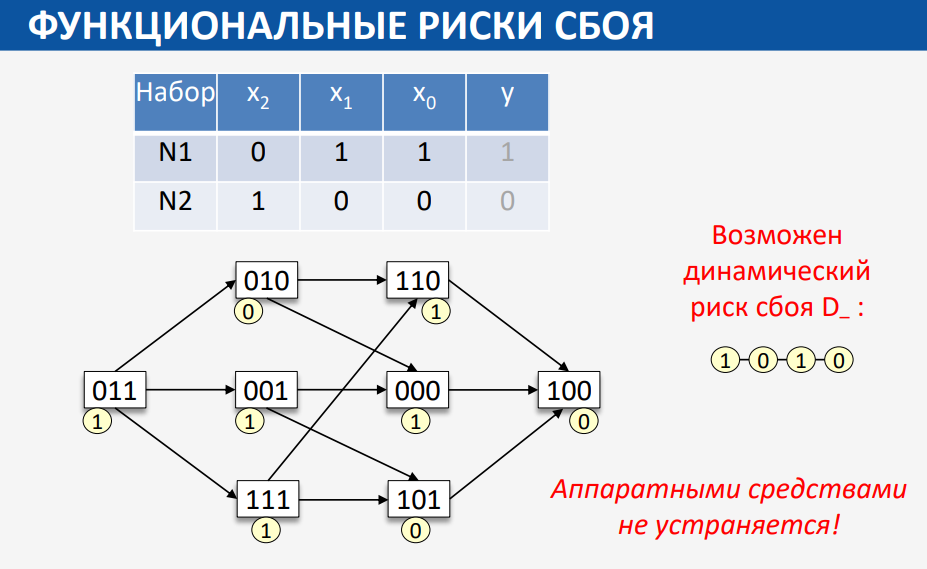 ФУНКЦИОНАЛЬНЫЕ РИСКИ СБОЯ
Набор x2 x1 x0 y
N1 0 1 1 1
N2 1 0 0 0
Возможен
динамический
риск сбоя D_ :
1 0 1 0
010 110
0 1
011 001 000 100
1 1 1 0
111 101
1 0
Аппаратными средствами
не устраняется!